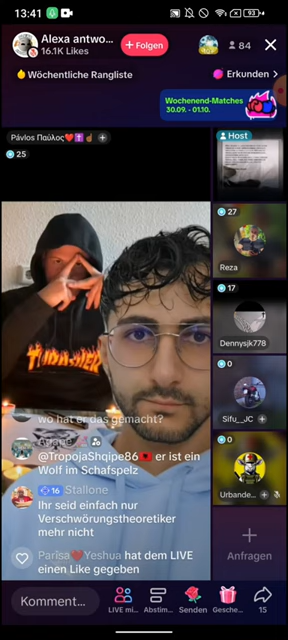 13:41
93
Alexa antwo...
16.1K Likes
+ Folgen
84
Wöchentliche Rangliste
Erkunden >
Wochenend-Matches
30.09. - 01.10.
Pávlos Παῦλος❤️✝️☝🏽 +
25
Host
THRASHER
27
Reza
17
Dennysjk778
0
Sifu__JC +
0
Urbande... +
wo hat er das gemacht?
@TropojaShqipe86🇦🇱 er ist ein
Wolf im Schafspelz
16 Stallone
Ihr seid einfach nur
Verschwörungstheoretiker
mehr nicht
Parisa❤️Yeshua hat dem LIVE
einen Like gegeben
+
Anfragen
Komment...
LIVE mi...
Abstim...
Senden
Gesche...
15